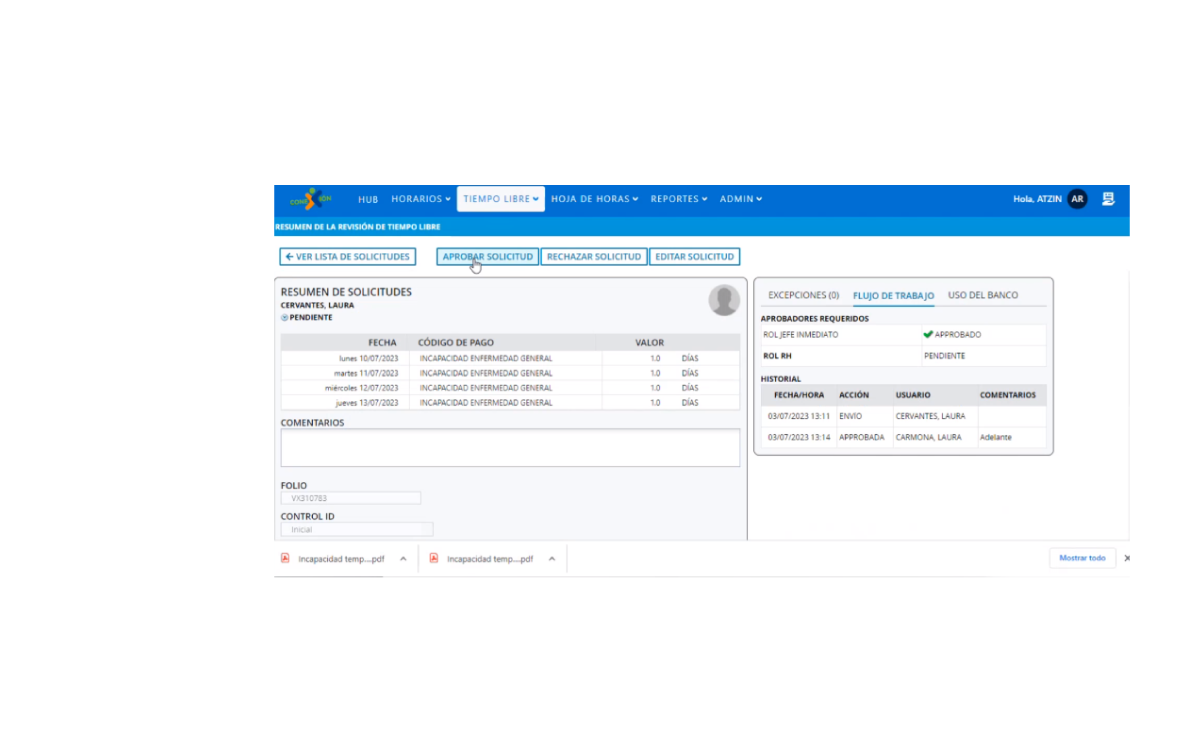 CONEXIÓN HUB HORARIOS TIEMPO LIBRE HOJA DE HORAS REPORTES ADMIN Hola, ATZIN AR
RESUMEN DE LA REVISIÓN DE TIEMPO LIBRE
VER LISTA DE SOLICITUDES APROBAR SOLICITUD RECHAZAR SOLICITUD EDITAR SOLICITUD
RESUMEN DE SOLICITUDES
CERVANTES, LAURA
PENDIENTE
FECHA CÓDIGO DE PAGO VALOR
lunes 10/07/2023 INCAPACIDAD ENFERMEDAD GENERAL 1.0 DÍAS
martes 11/07/2023 INCAPACIDAD ENFERMEDAD GENERAL 1.0 DÍAS
miércoles 12/07/2023 INCAPACIDAD ENFERMEDAD GENERAL 1.0 DÍAS
jueves 13/07/2023 INCAPACIDAD ENFERMEDAD GENERAL 1.0 DÍAS
COMENTARIOS
FOLIO
VX310783
CONTROL ID
Inicial
EXCEPCIONES (0) FLUJO DE TRABAJO USO DEL BANCO
APROBADORES REQUERIDOS
ROL JEFE INMEDIATO APROBADO
ROL RH PENDIENTE
HISTORIAL
FECHA/HORA ACCIÓN USUARIO COMENTARIOS
03/07/2023 13:11 ENVIO CERVANTES, LAURA
03/07/2023 13:14 APPROBADA CARMONA, LAURA Adelante
Incapacidad temp....pdf Incapacidad temp....pdf Mostrar todo